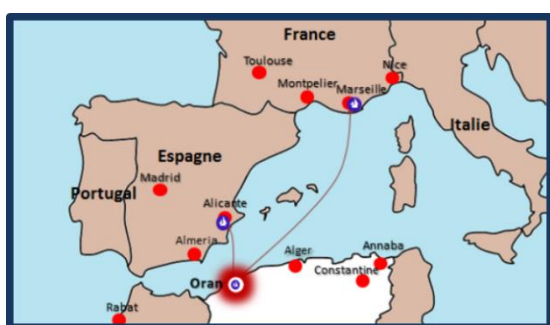 France
Toulouse
Nice
Montpelier
Marseille
Italie
Espagne
Madrid
Portugal
Alicante
Almeria
Alger
Annaba
Oran
Constantine
Rabat